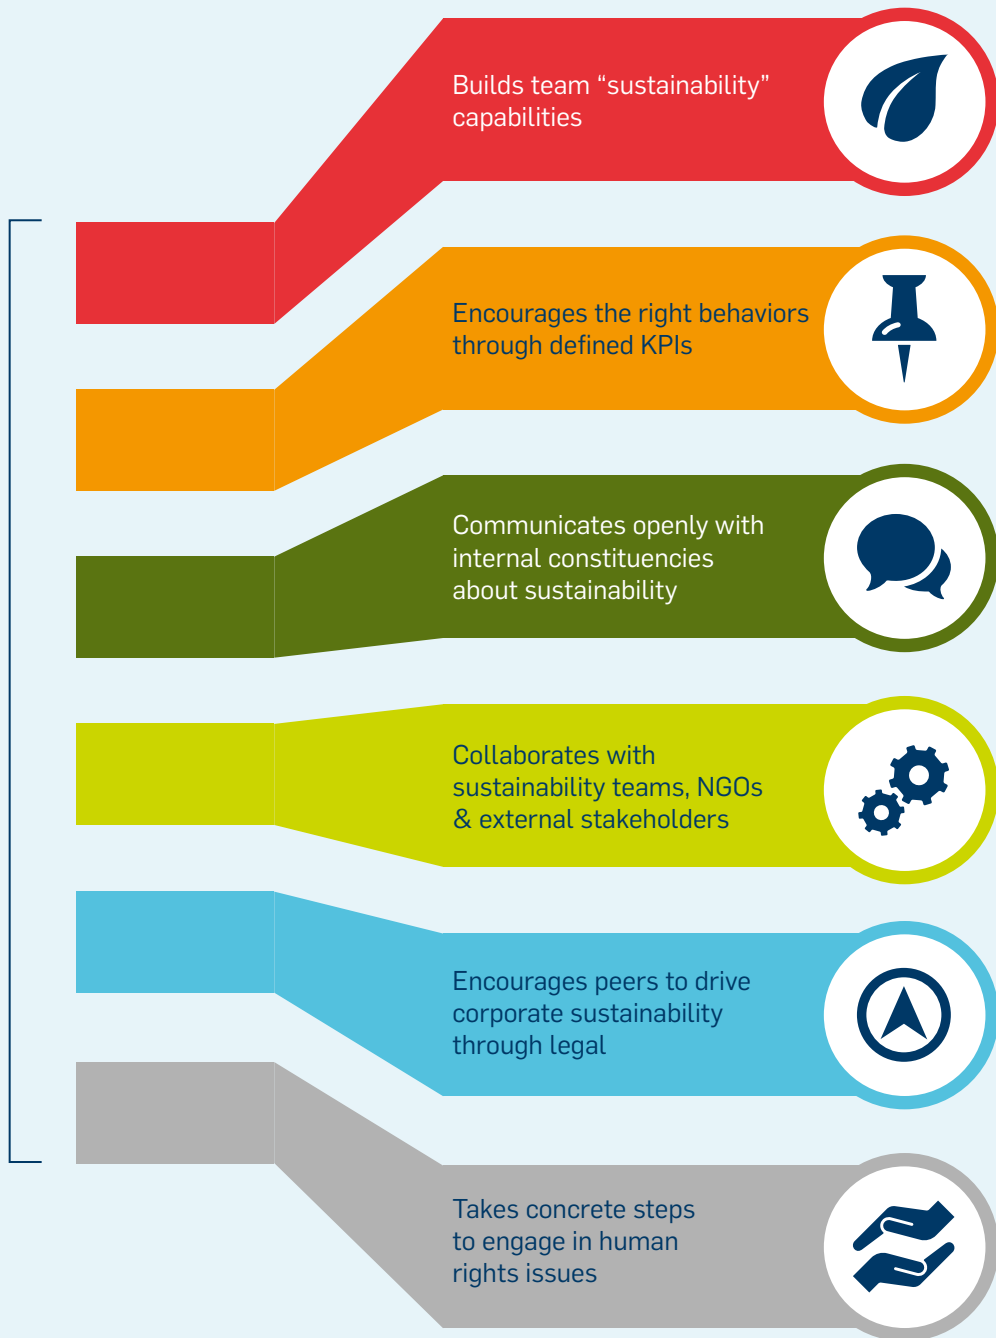 Builds team “sustainability”
capabilities
Encourages the right behaviors
through defined KPIs
Communicates openly with
internal constituencies
about sustainability
Collaborates with
sustainability teams, NGOs
& external stakeholders
Encourages peers to drive
corporate sustainability
through legal
Takes concrete steps
to engage in human
rights issues